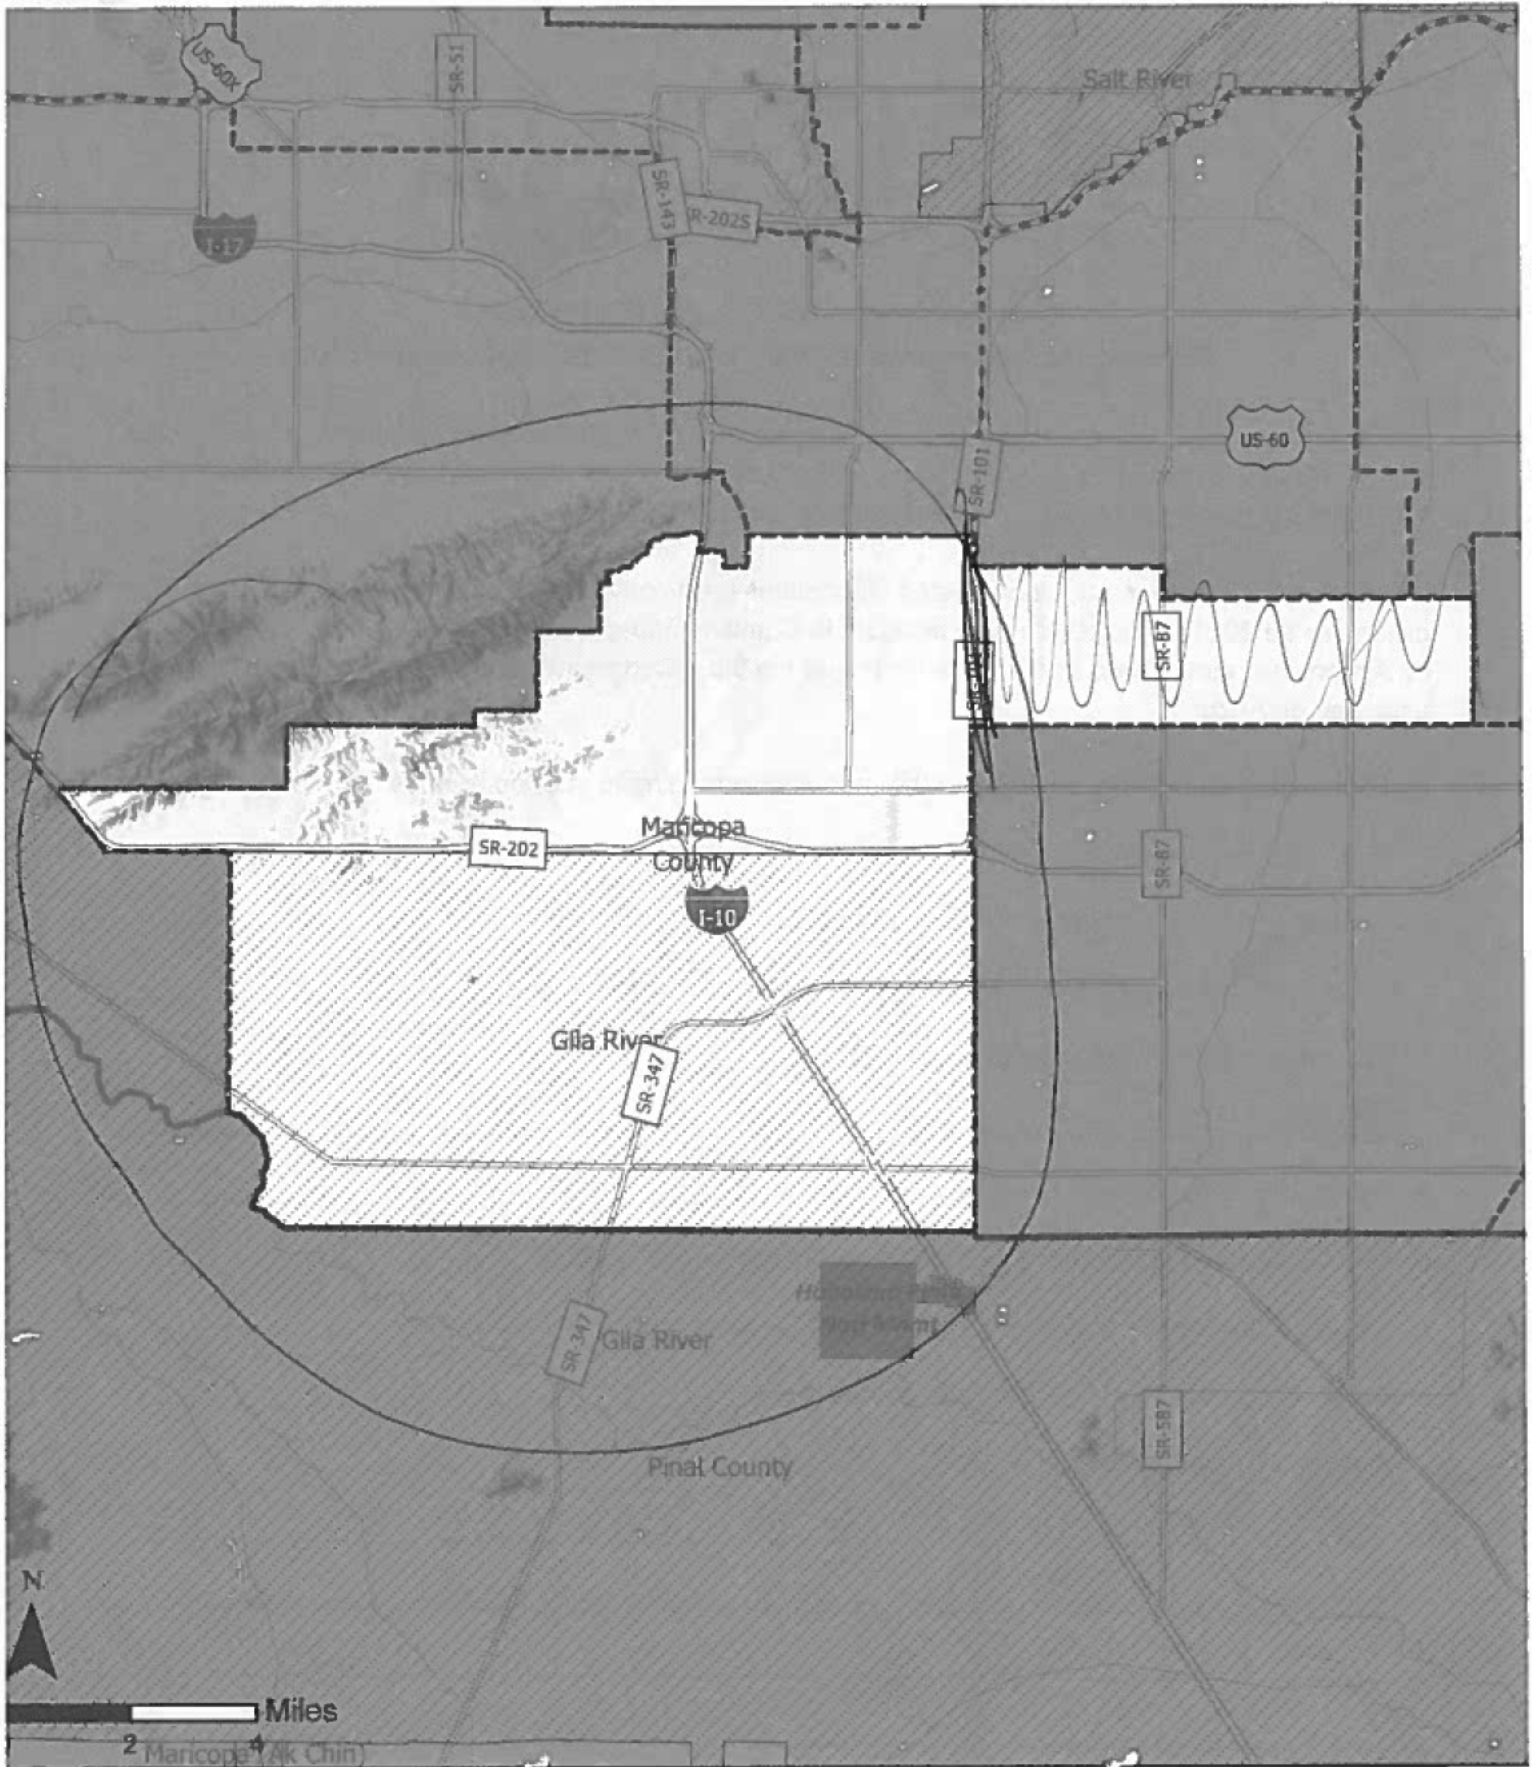 US-60X
SR-51
Salt River
SR-143
SR-202S
US-60
SR-101
SR-87
SR-202
Maricopa
County
SR-87
I-10
Gila River
SR-347
SR-347
Gila River
Pinal County
SR-587
N
Miles
2 4
Maricopa (Ak Chin)